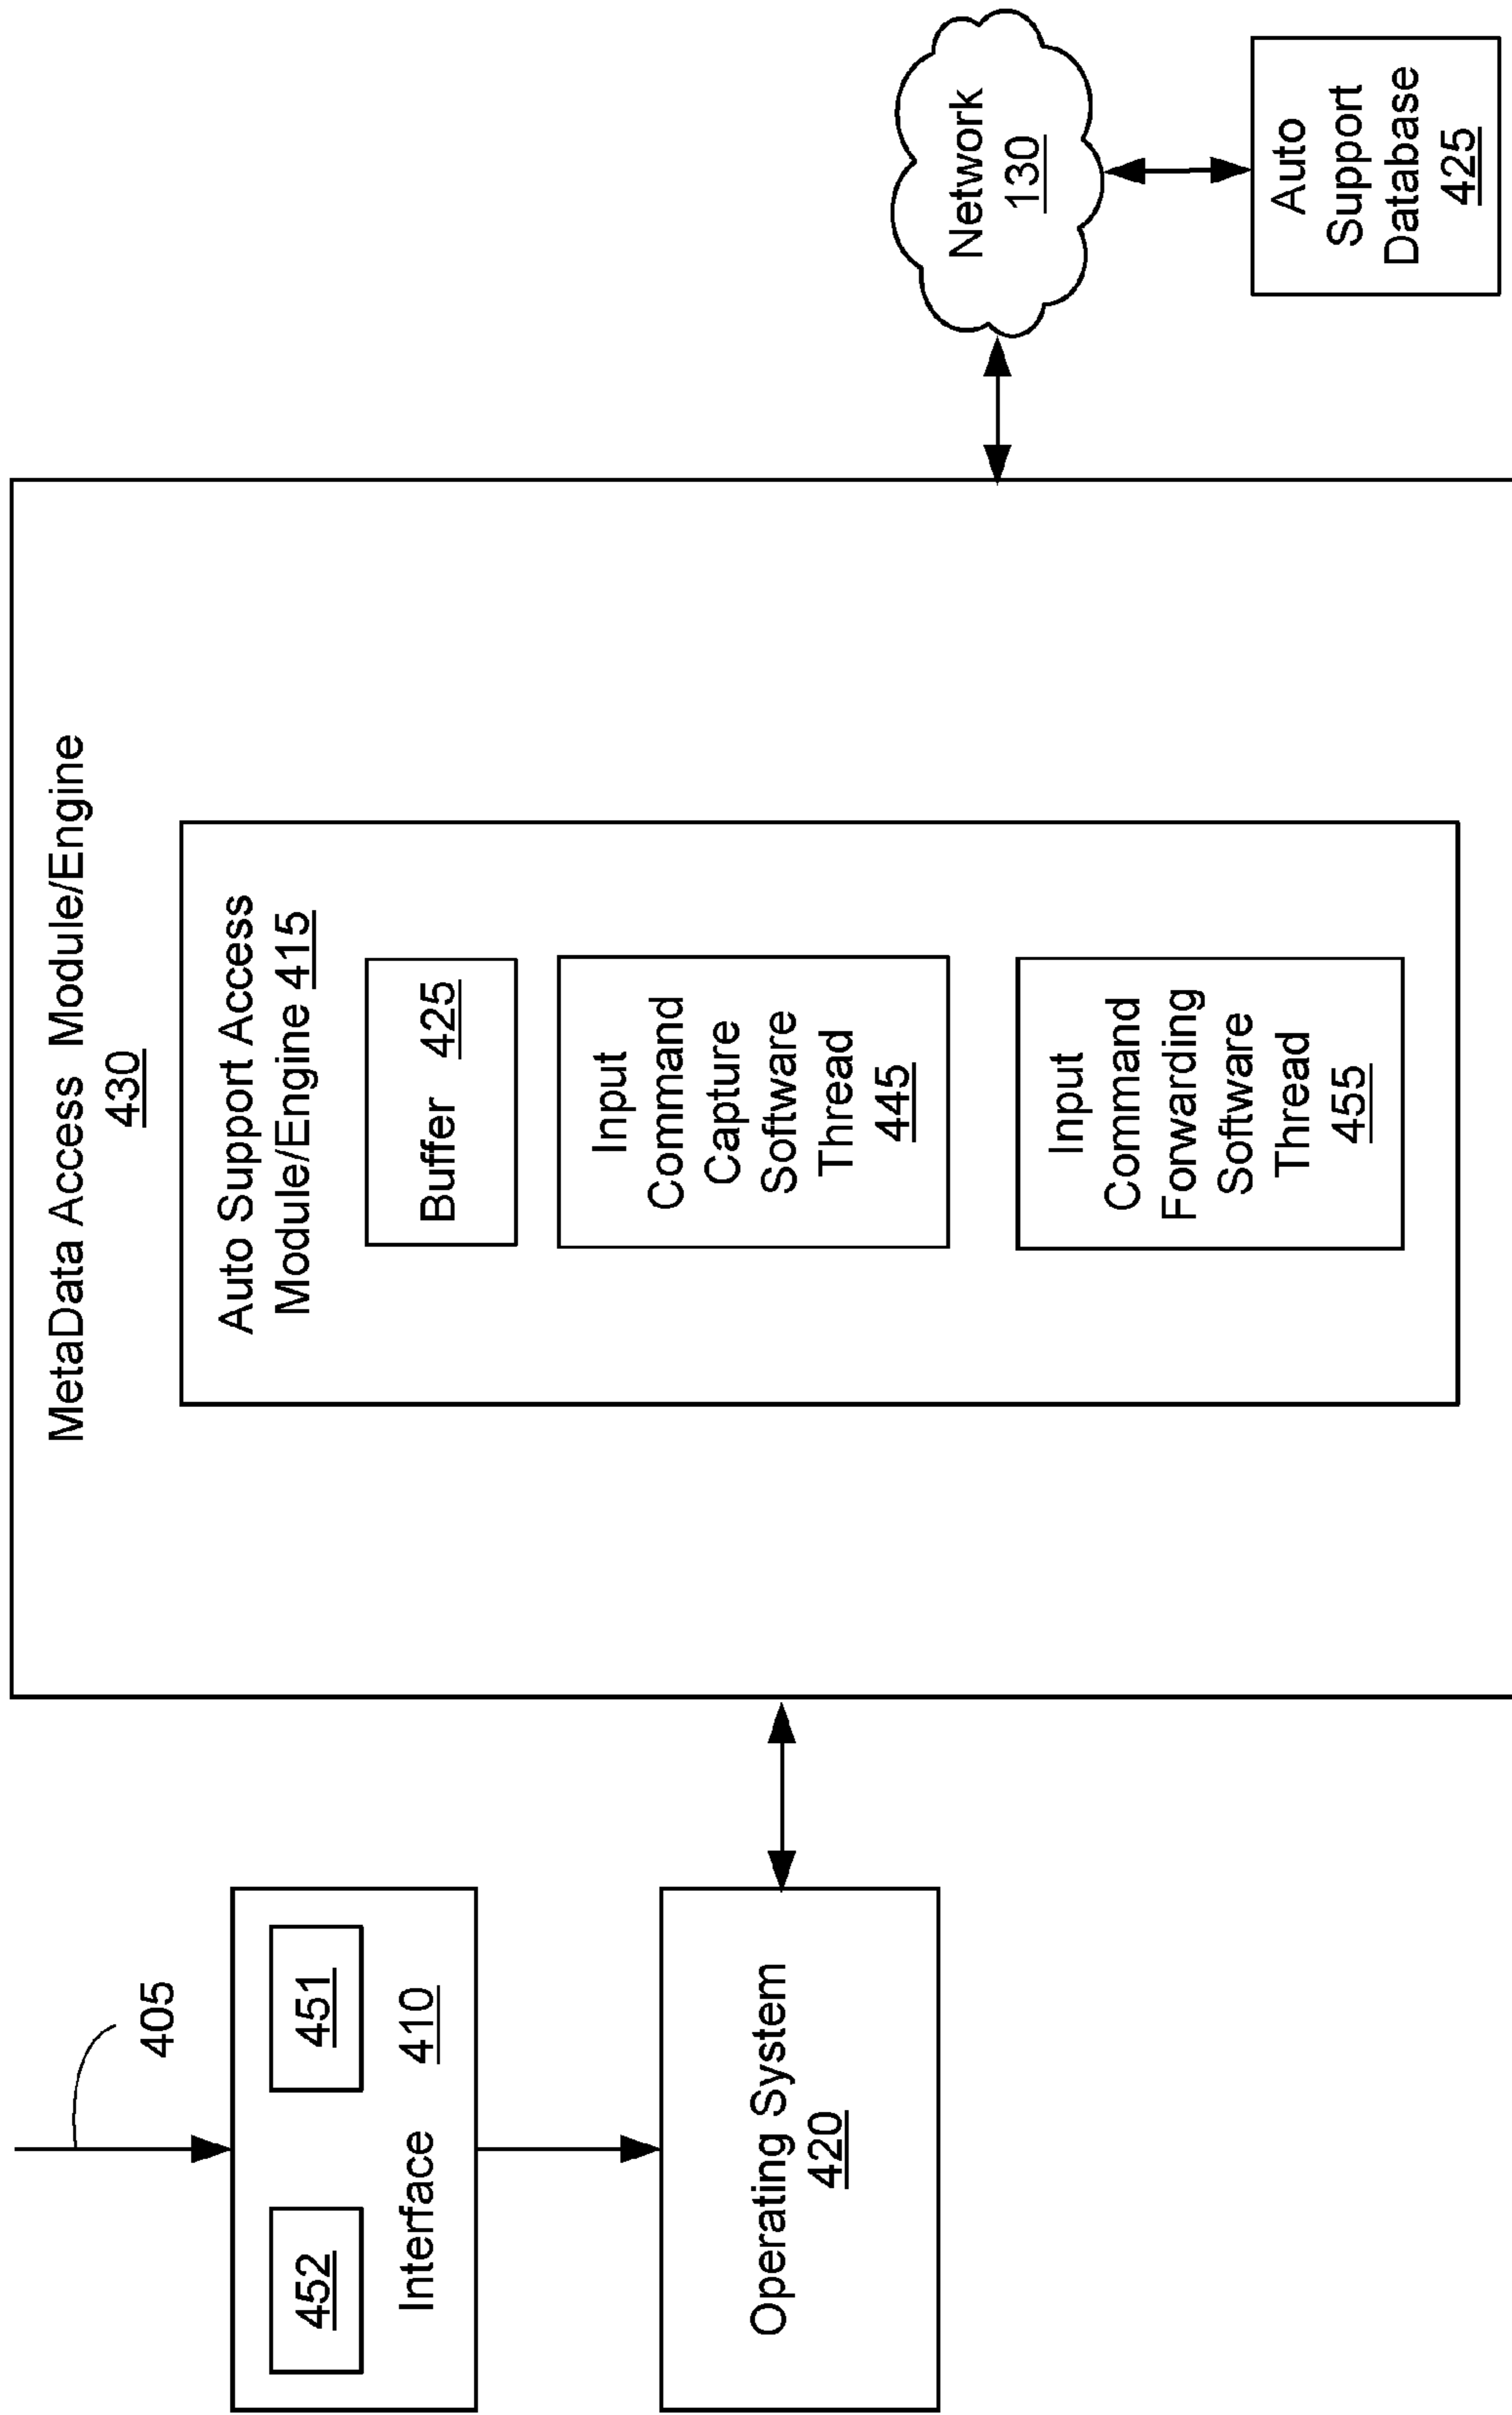 405
452
451
Interface
410
Operating System
420
MetaData Access Module/Engine
430
Auto Support Access
Module/Engine 415
Buffer 425
Input
Command
Capture
Software
Thread
445
Input
Command
Forwarding
Software
Thread
455
Network
130
Auto
Support
Database
425